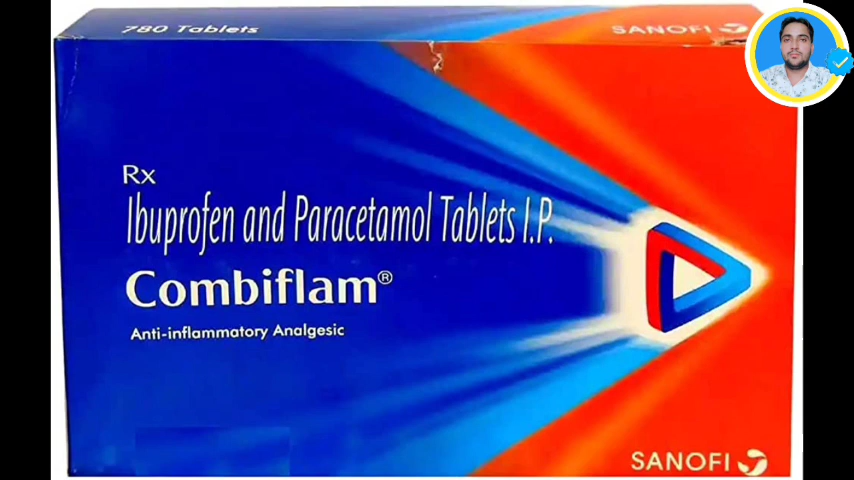 780 Tablets
SANOFI
Rx
Ibuprofen and Paracetamol Tablets I.P.
Combiflam®
Anti-inflammatory Analgesic
SANOFI